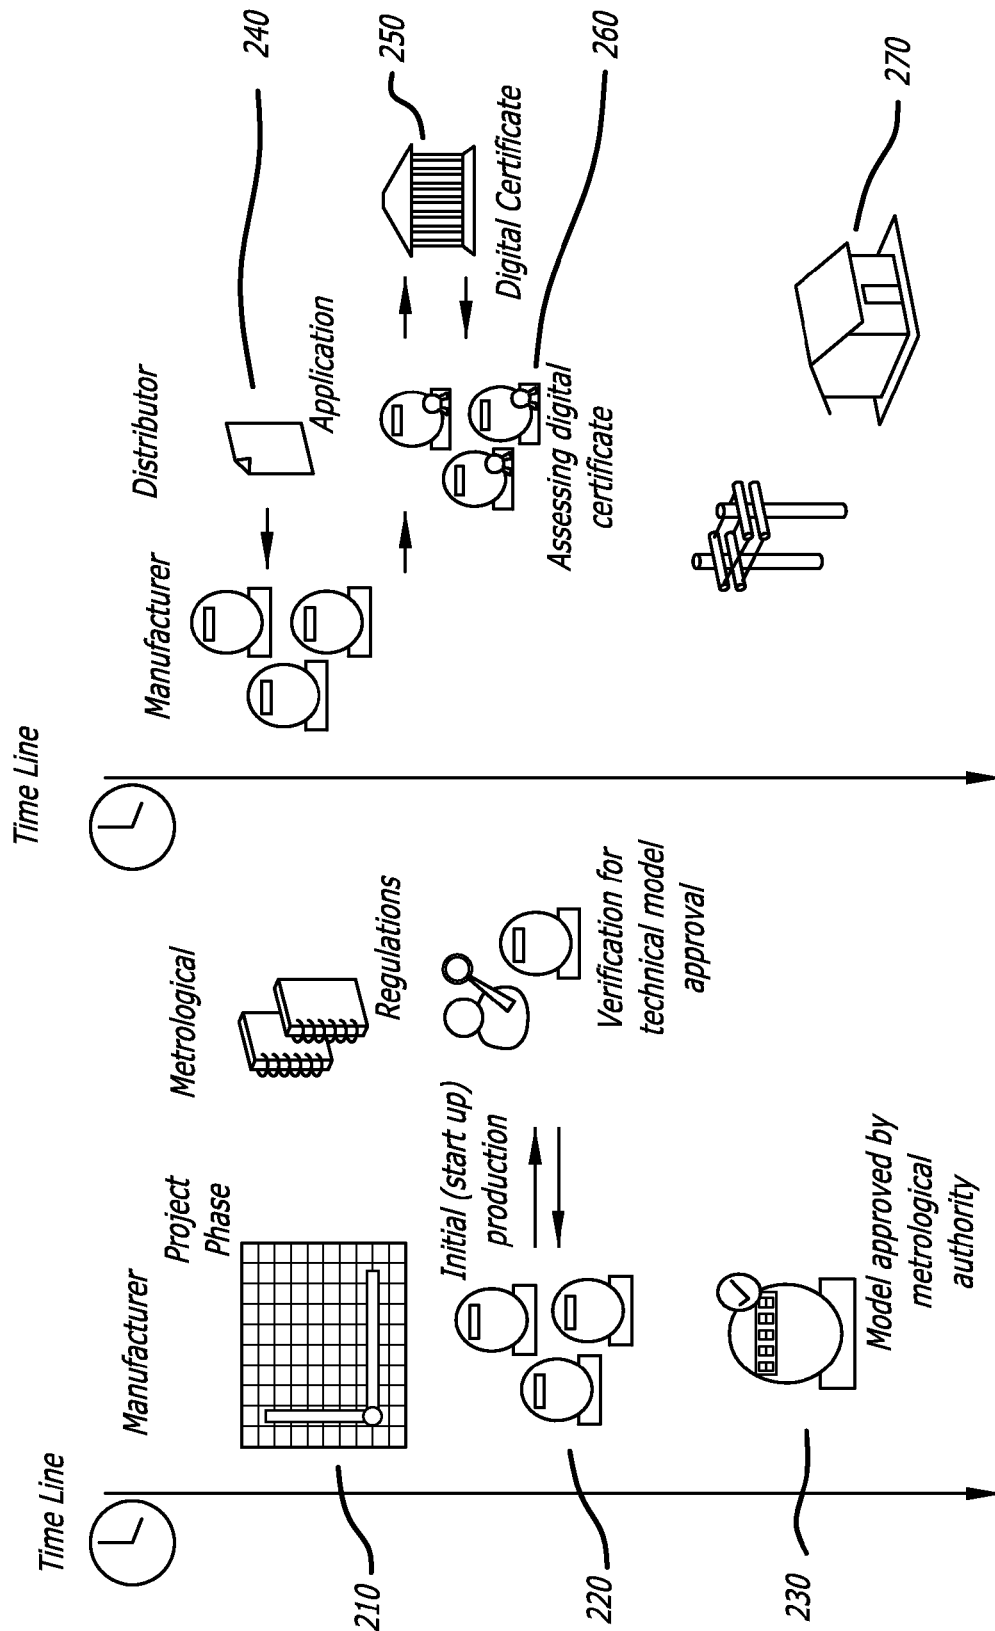 Time Line
Manufacturer
Project
Phase
Metrological
Regulations
210
Initial (start up)
production
Verification for
technical model
approval
220
Model approved by
metrological
authority
230
Time Line
Manufacturer
Distributor
Application
240
250
Digital Certificate
Assessing digital
certificate
260
270